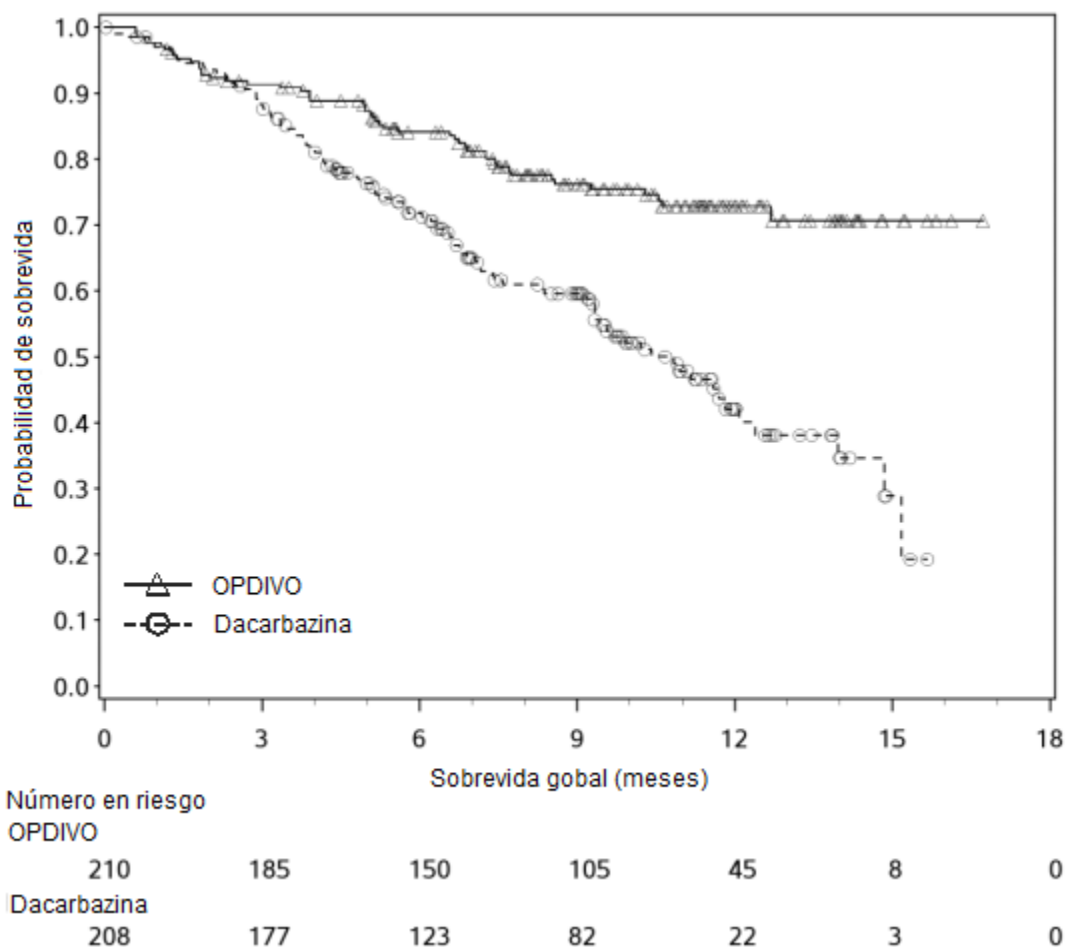 1.0
0.9
0.8
0.7
0.6
0.5
0.4
0.3
0.2
0.1
0.0
Probabilidad de sobrevida
OPDIVO
Dacarbazina
0 3 6 9 12 15 18
Sobrevida gobal (meses)
Número en riesgo
OPDIVO
210 185 150 105 45 8 0
Dacarbazina
208 177 123 82 22 3 0